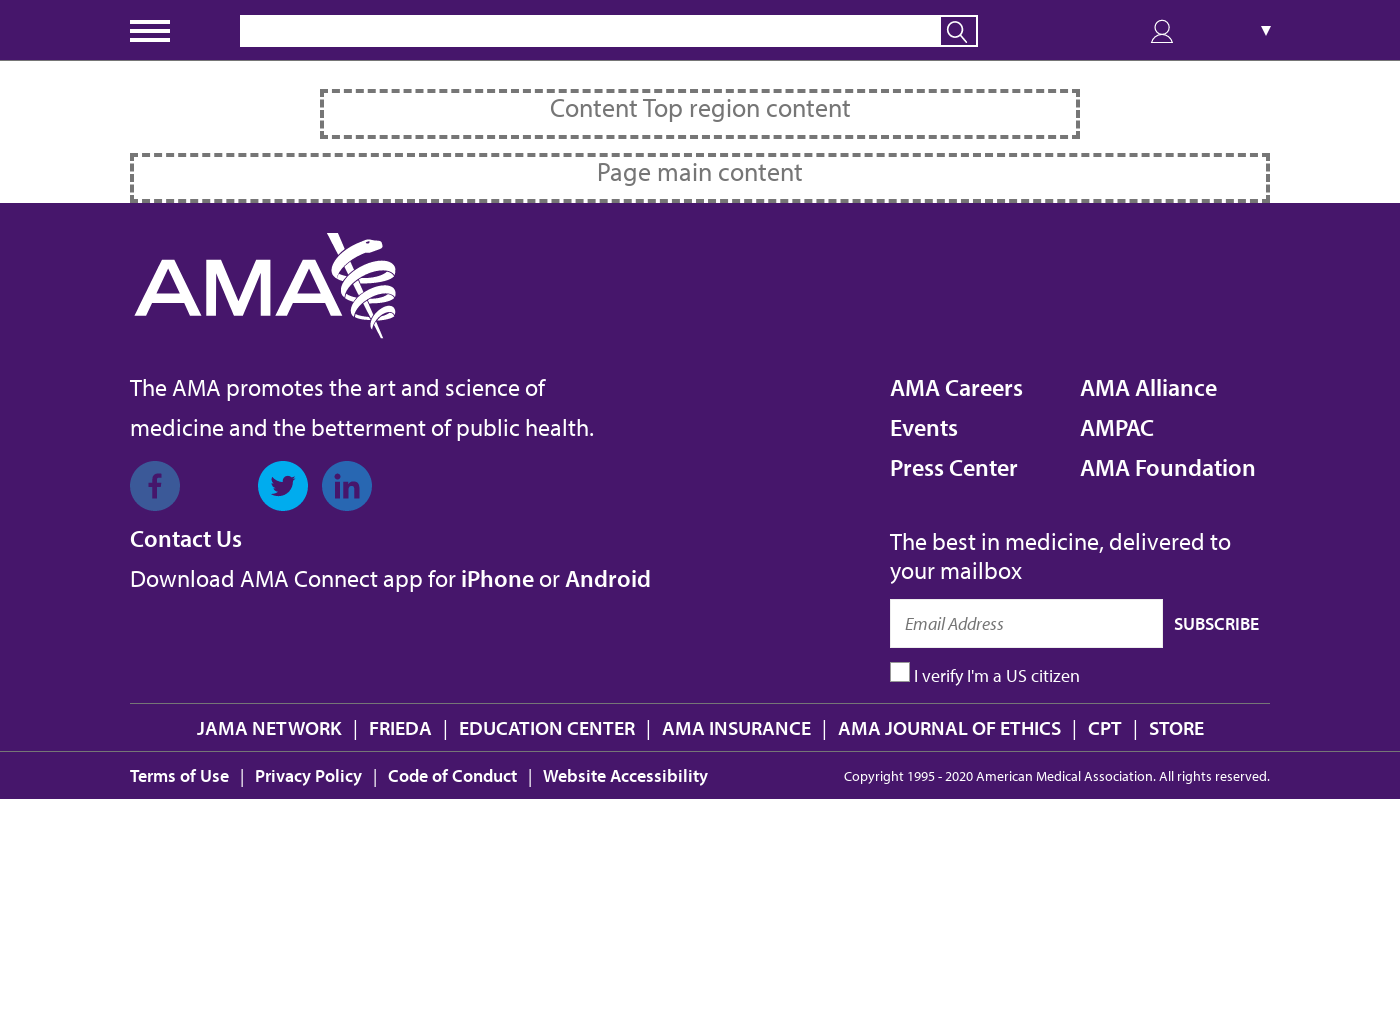 Content Top region content
Page main content
AMA
The AMA promotes the art and science of
medicine and the betterment of public health.
Contact Us
Download AMA Connect app for iPhone or Android
AMA Careers
Events
Press Center
AMA Alliance
AMPAC
AMA Foundation
The best in medicine, delivered to
your mailbox
Email Address
SUBSCRIBE
I verify I'm a US citizen
JAMA NETWORK | FRIEDA | EDUCATION CENTER | AMA INSURANCE | AMA JOURNAL OF ETHICS | CPT | STORE
Terms of Use | Privacy Policy | Code of Conduct | Website Accessibility
Copyright 1995 - 2020 American Medical Association. All rights reserved.